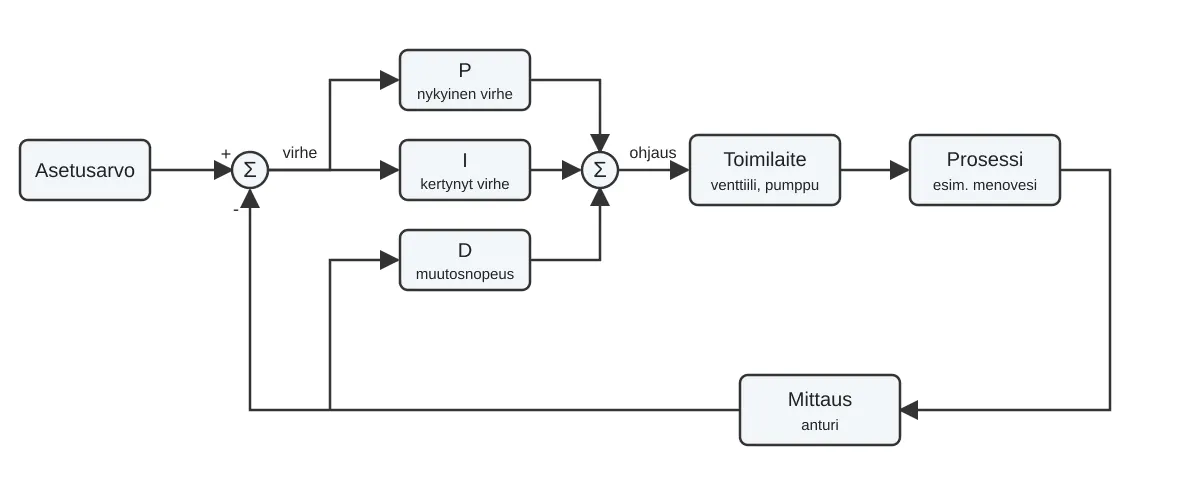 P
nykyinen virhe
Asetusarvo
+
Σ
-
virhe
I
kertynyt virhe
Σ
ohjaus
Toimilaite
venttiili, pumppu
Prosessi
esim. menovesi
D
muutosnopeus
Mittaus
anturi